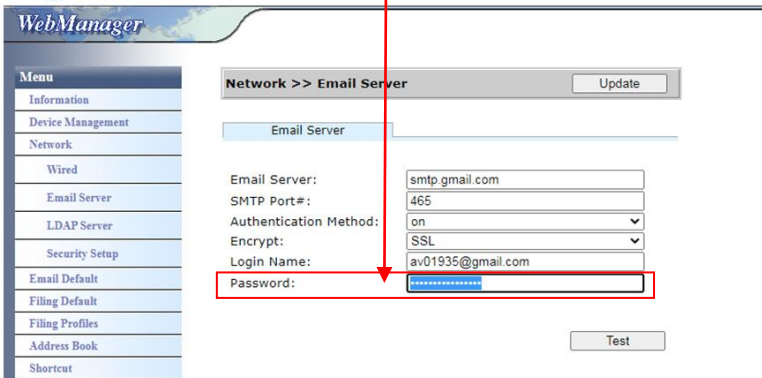 WebManager
Menu
Information
Device Management
Network
Wired
Email Server
LDAP Server
Security Setup
Email Default
Filing Default
Filing Profiles
Address Book
Shortcut
Network >> Email Server
Update
Email Server
Email Server: smtp.gmail.com
SMTP Port#: 465
Authentication Method: on
Encrypt: SSL
Login Name: av01935@gmail.com
Password: ••••••••••••••••
Test